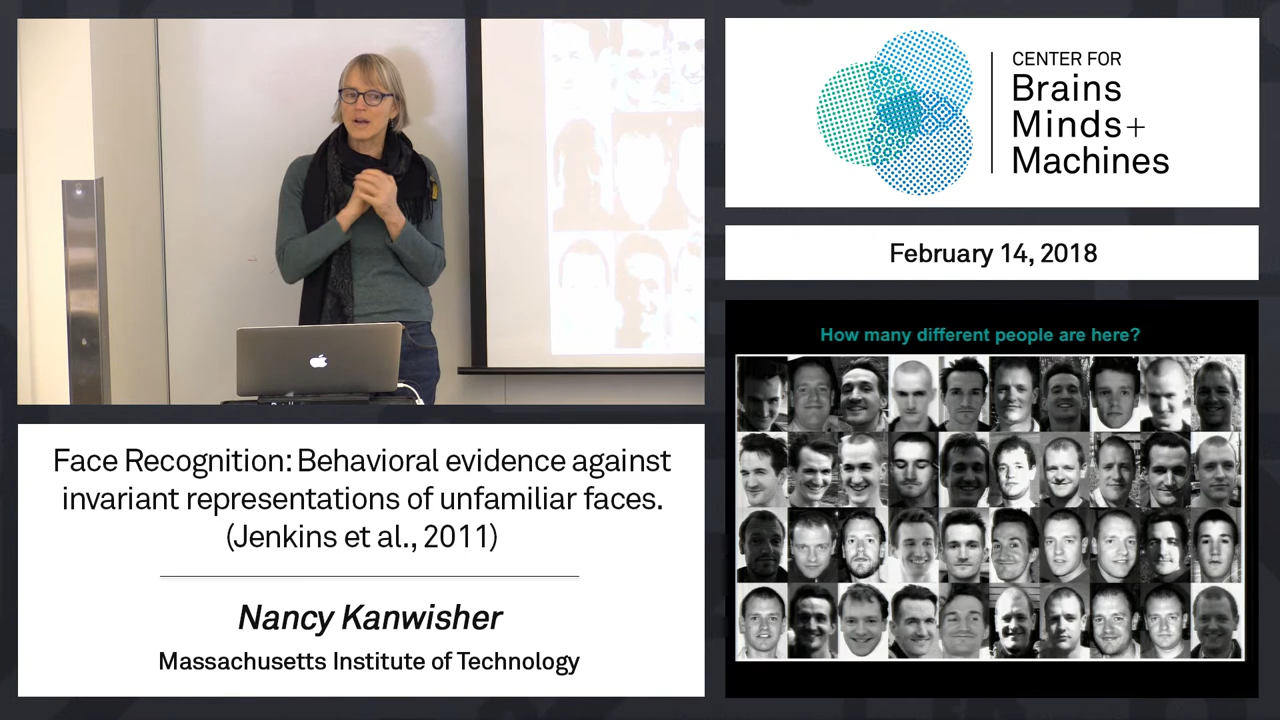 CENTER FOR
Brains
Minds+
Machines
February 14, 2018
How many different people are here?
Face Recognition: Behavioral evidence against
invariant representations of unfamiliar faces.
(Jenkins et al., 2011)
Nancy Kanwisher
Massachusetts Institute of Technology